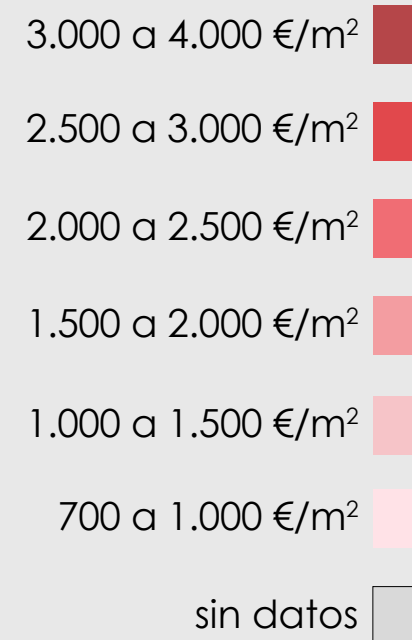 3.000 a 4.000 €/m²
2.500 a 3.000 €/m²
2.000 a 2.500 €/m²
1.500 a 2.000 €/m²
1.000 a 1.500 €/m²
700 a 1.000 €/m²
sin datos